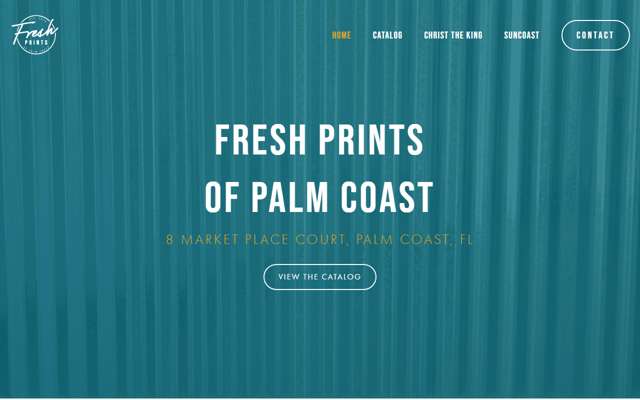 Fresh
PRINTS
HOME CATALOG CHRIST THE KING SUNCOAST CONTACT
FRESH PRINTS
OF PALM COAST
8 MARKET PLACE COURT, PALM COAST, FL
VIEW THE CATALOG